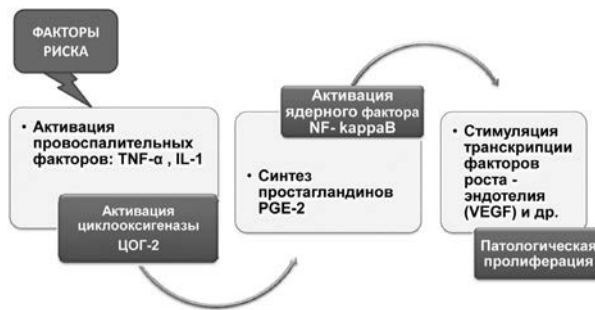 ФАКТОРЫ
РИСКА
• Активация
провоспалительных
факторов: TNF-α , IL-1
Активация
циклооксигеназы
ЦОГ-2
Активация
ядерного фактора
NF- kappaB
• Синтез
простагландинов
PGE-2
• Стимуляция
транскрипции
факторов
роста -
эндотелия
(VEGF) и др.
Патологическая
пролиферация